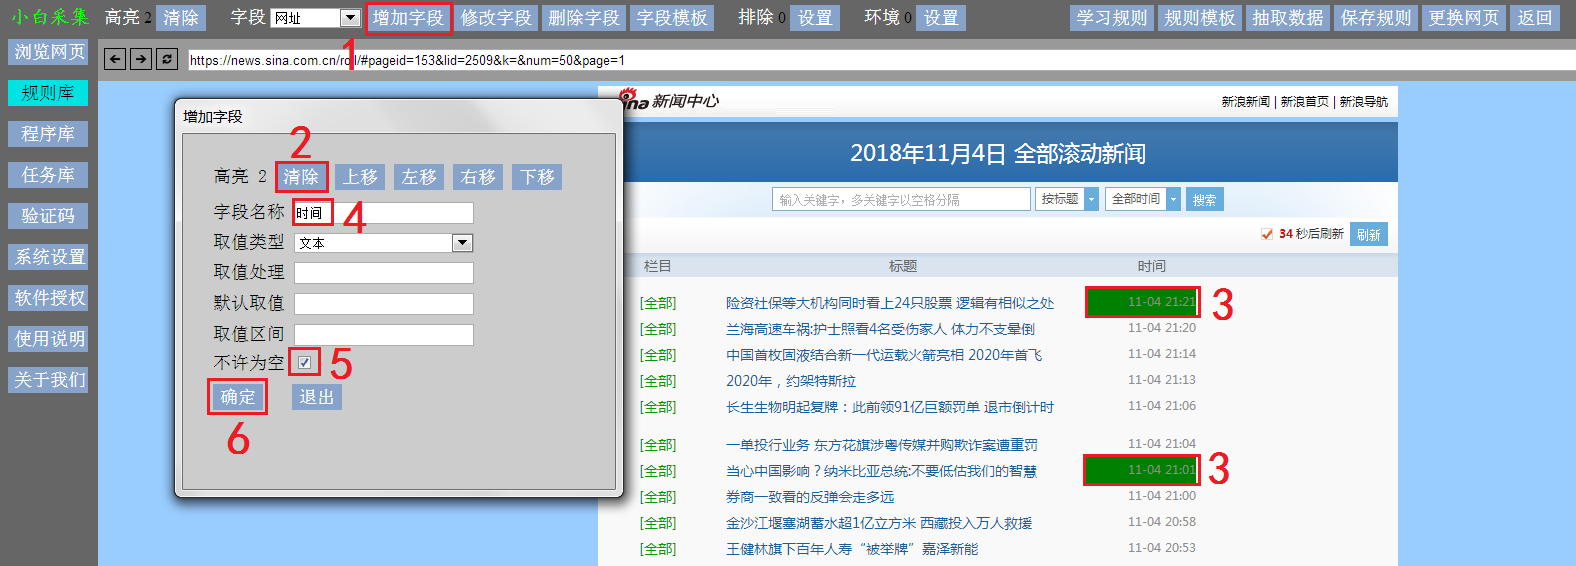 小白采集 高亮 2 清除 字段 网址 增加字段 修改字段 删除字段 字段模板 排除 0 设置 环境 0 设置 学习规则 规则模板 抽取数据 保存规则 更换网页 返回
1
浏览网页
https://news.sina.com.cn/roll/#pageid=153&lid=2509&k=&num=50&page=1
规则库
程序库
任务库
验证码
系统设置
软件授权
使用说明
关于我们
增加字段
2
高亮 2 清除 上移 左移 右移 下移
字段名称 时间
4
取值类型 文本
取值处理
默认取值
取值区间
不许为空
5
确定 退出
6
ina 新闻中心 新浪新闻 | 新浪首页 | 新浪导航
2018年11月4日 全部滚动新闻
输入关键字，多关键字以空格分隔 按标题 全部时间 搜索
34 秒后刷新 刷新
栏目 标题 时间
[全部] 险资社保等大机构同时看上24只股票 逻辑有相似之处 11-04 21:21 3
[全部] 兰海高速车祸:护士照看4名受伤家人 体力不支晕倒 11-04 21:20
[全部] 中国首枚固液结合新一代运载火箭亮相 2020年首飞 11-04 21:14
[全部] 2020年，约架特斯拉 11-04 21:13
[全部] 长生生物明起复牌：此前领91亿巨额罚单 退市倒计时 11-04 21:06
[全部] 一单投行业务 东方花旗涉粤传媒并购欺诈案遭重罚 11-04 21:04
[全部] 当心中国影响？纳米比亚总统:不要低估我们的智慧 11-04 21:01 3
[全部] 券商一致看的反弹会走多远 11-04 21:00
[全部] 金沙江堰塞湖蓄水超1亿立方米 西藏投入万人救援 11-04 20:58
[全部] 王健林旗下百年人寿“被举牌”嘉泽新能 11-04 20:53